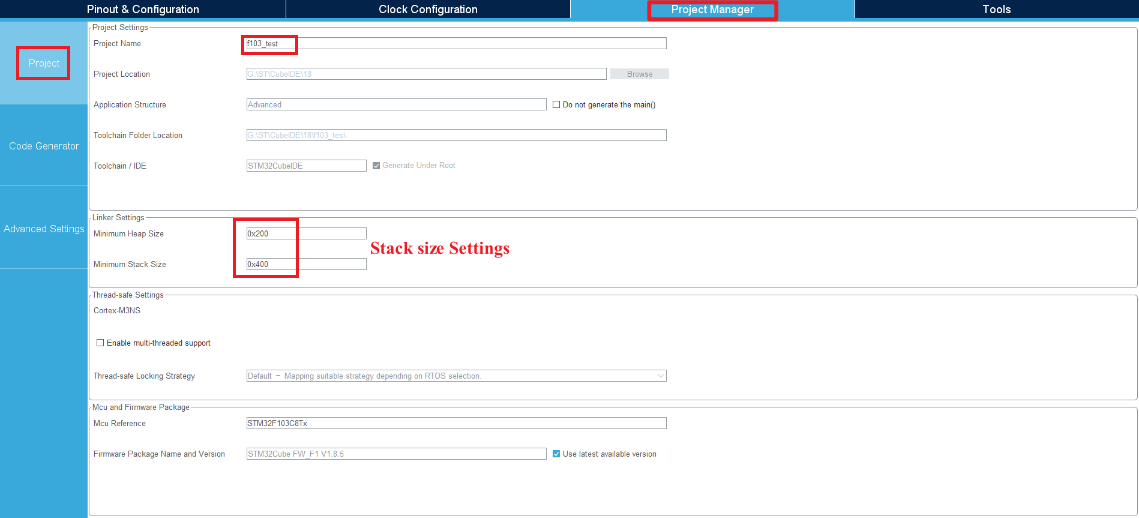 Pinout & Configuration Clock Configuration Project Manager Tools
Project
Code Generator
Advanced Settings
Project Settings
Project Name f103_test
Project Location G:\ST\CubeIDE\18 Browse
Application Structure Advanced Do not generate the main()
Toolchain Folder Location G:\ST\CubeIDE\18\f103_test\
Toolchain / IDE STM32CubeIDE Generate Under Root
Linker Settings
Minimum Heap Size 0x200
Stack size Settings
Minimum Stack Size 0x400
Thread-safe Settings
Cortex-M3NS
Enable multi-threaded support
Thread-safe Locking Strategy Default – Mapping suitable strategy depending on RTOS selection.
Mcu and Firmware Package
Mcu Reference STM32F103C8Tx
Firmware Package Name and Version STM32Cube FW_F1 V1.8.5 Use latest available version